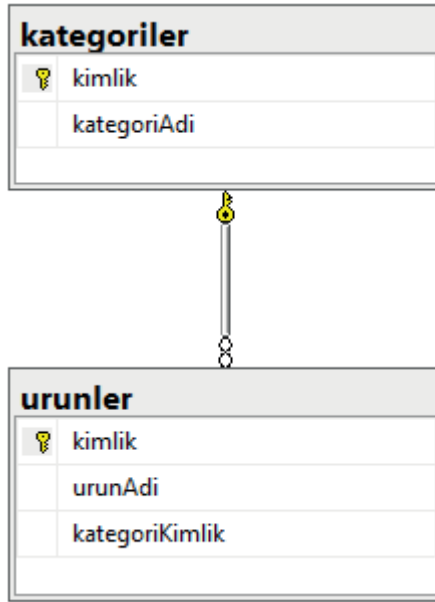 kategoriler
kimlik
kategoriAdi
urunler
kimlik
urunAdi
kategoriKimlik